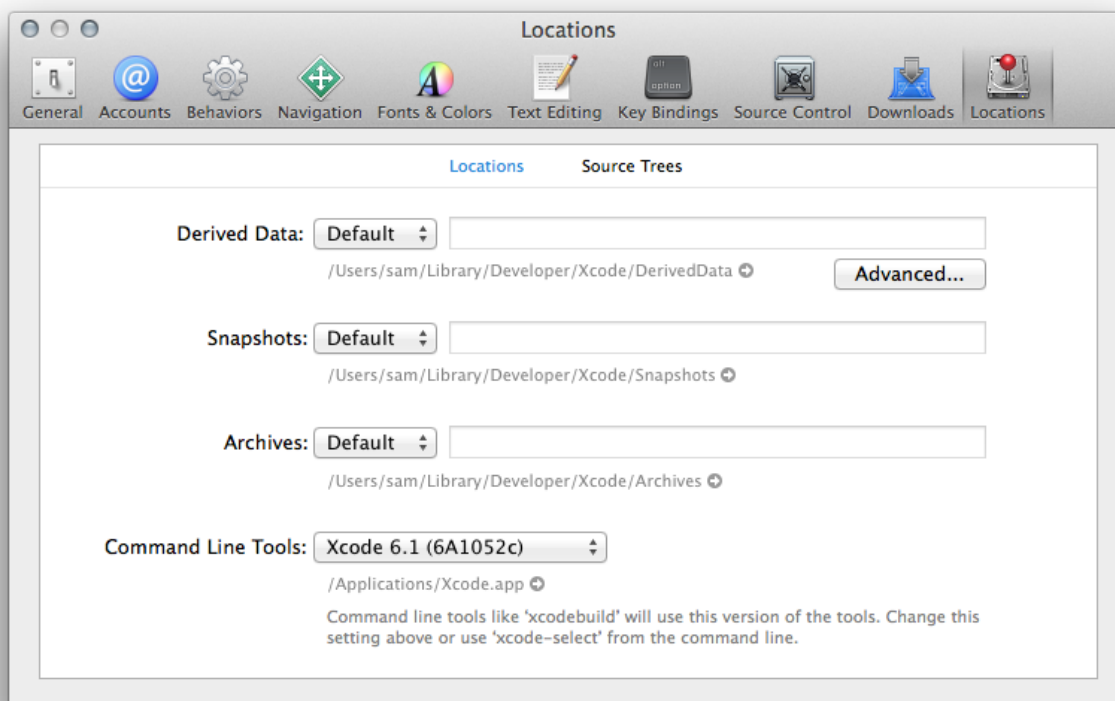 Locations
General Accounts Behaviors Navigation Fonts & Colors Text Editing Key Bindings Source Control Downloads Locations
alt
option
Locations Source Trees
Derived Data: Default
/Users/sam/Library/Developer/Xcode/DerivedData
Advanced...
Snapshots: Default
/Users/sam/Library/Developer/Xcode/Snapshots
Archives: Default
/Users/sam/Library/Developer/Xcode/Archives
Command Line Tools: Xcode 6.1 (6A1052c)
/Applications/Xcode.app
Command line tools like ‘xcodebuild’ will use this version of the tools. Change this
setting above or use ‘xcode-select’ from the command line.